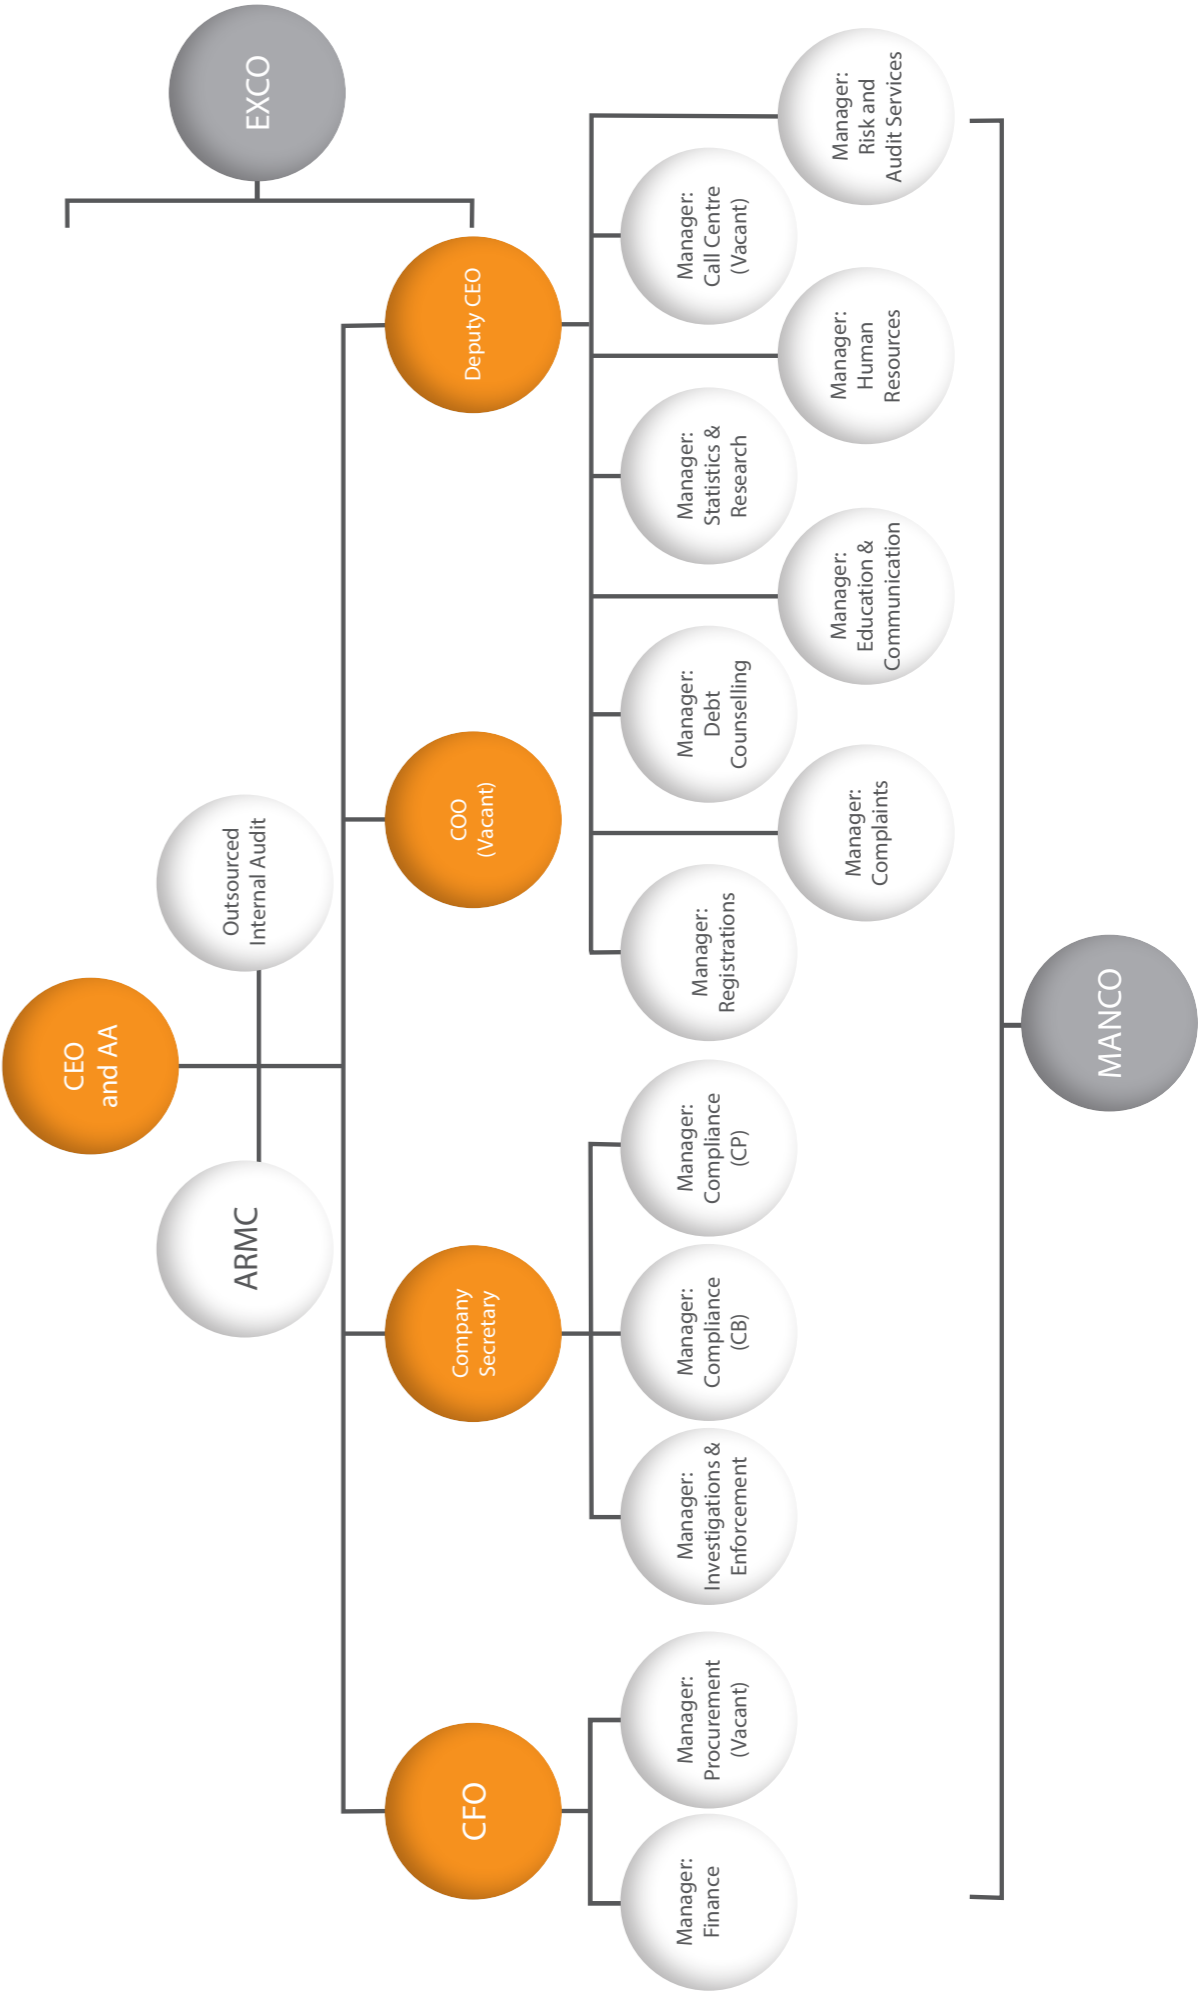 CEO
and AA
ARMC
Outsourced
Internal Audit
EXCO
CFO
Company
Secretary
COO
(Vacant)
Deputy CEO
Manager:
Finance
Manager:
Procurement
(Vacant)
Manager:
Investigations &
Enforcement
Manager:
Compliance
(CB)
Manager:
Compliance
(CP)
Manager:
Registrations
Manager:
Complaints
Manager:
Debt
Counselling
Manager:
Education &
Communication
Manager:
Statistics &
Research
Manager:
Human
Resources
Manager:
Call Centre
(Vacant)
Manager:
Risk and
Audit Services
MANCO